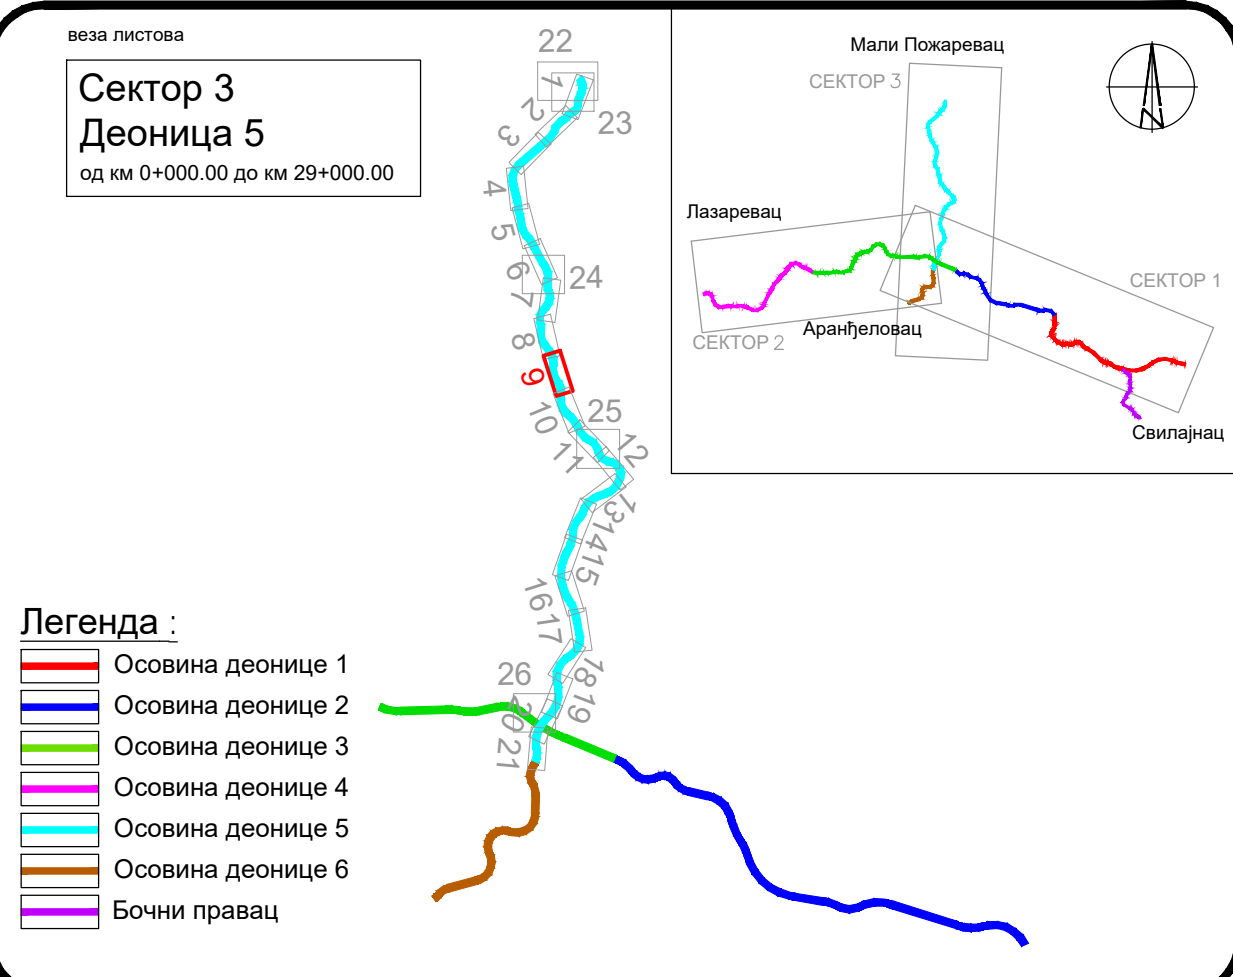 веза листова
Сектор 3
Деоница 5
од км 0+000.00 до км 29+000.00
22
1
2
23
3
4
5
6
24
7
8
9
10
25
11
12
13
14
15
16
17
18
19
26
20
21
Мали Пожаревац
СЕКТОР 3
N
Лазаревац
СЕКТОР 1
Аранђеловац
СЕКТОР 2
Свилајнац
Легенда :
Осовина деонице 1
Осовина деонице 2
Осовина деонице 3
Осовина деонице 4
Осовина деонице 5
Осовина деонице 6
Бочни правац